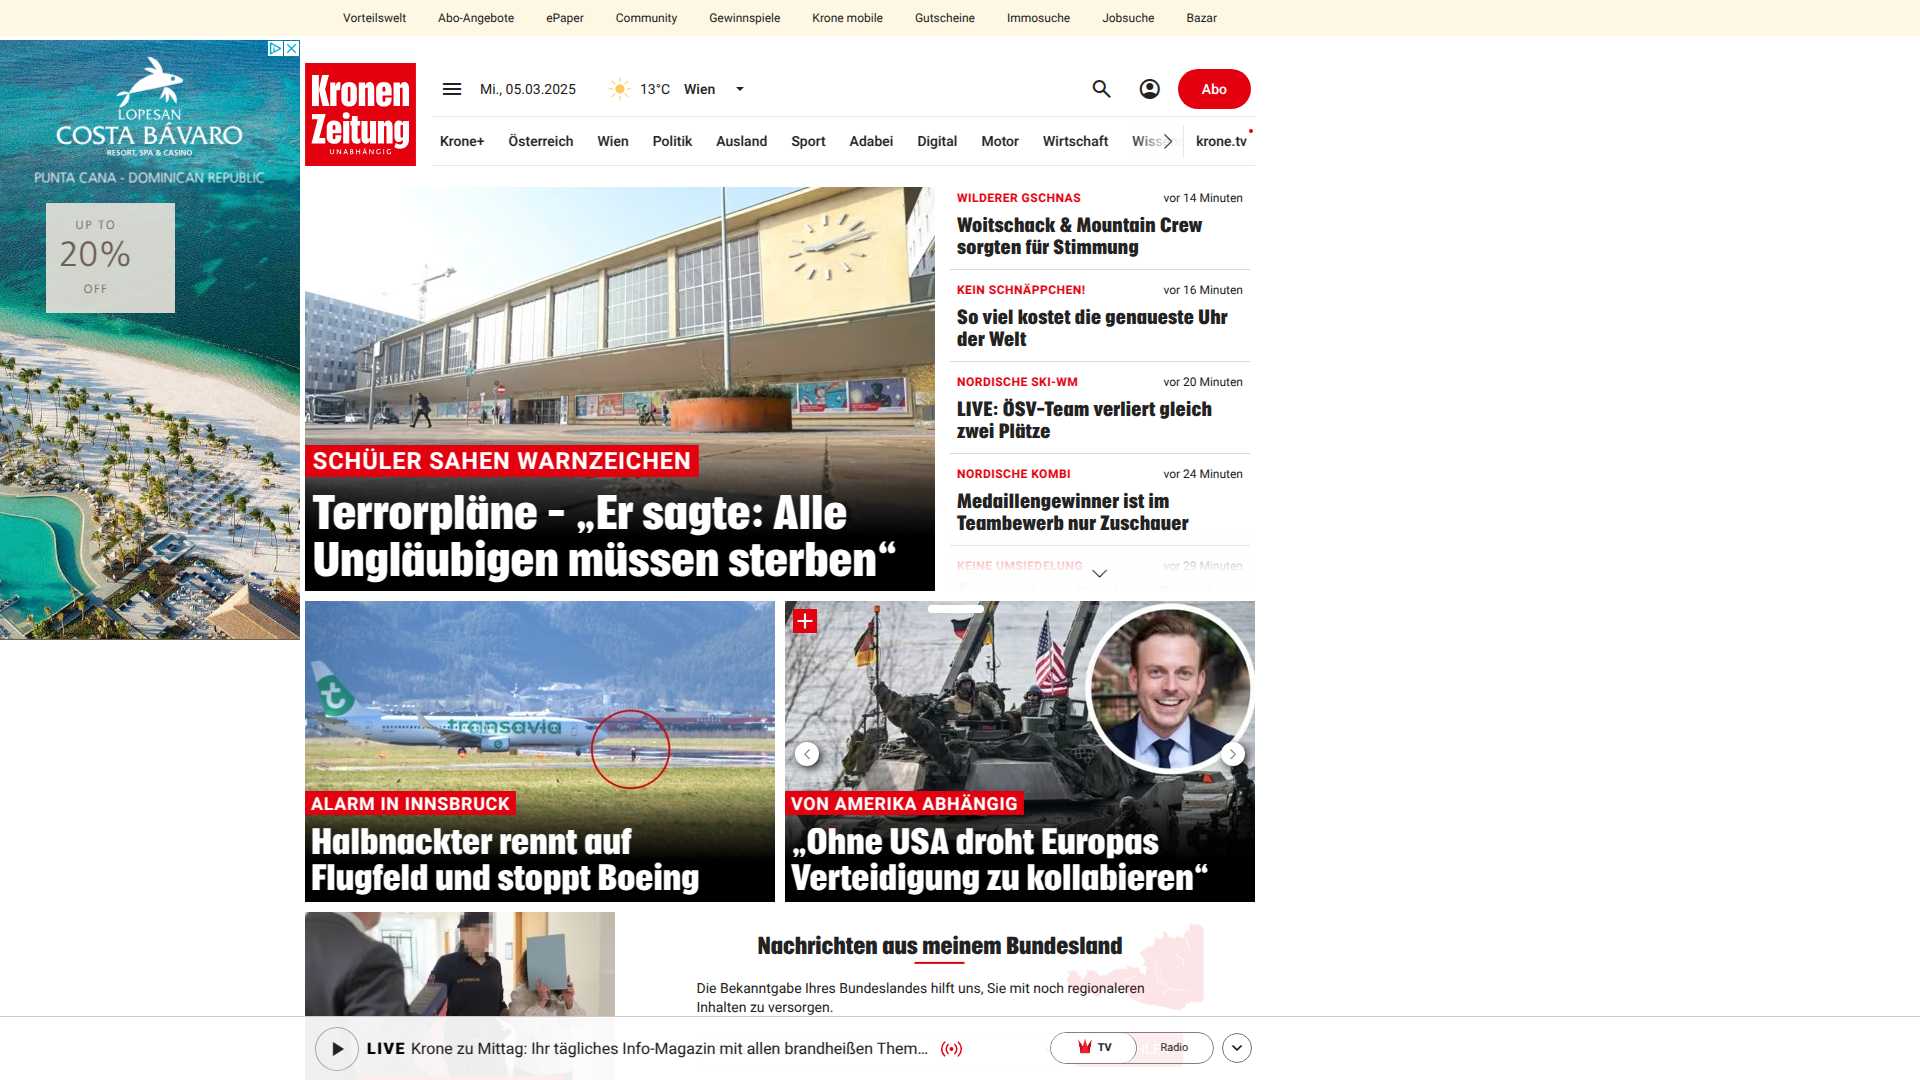 Vorteilswelt Abo-Angebote ePaper Community Gewinnspiele Krone mobile Gutscheine Immosuche Jobsuche Bazar
LOPESAN
COSTA BÁVARO
RESORT, SPA & CASINO
PUNTA CANA - DOMINICAN REPUBLIC
UP TO
20%
OFF
Kronen
Zeitung
UNABHÄNGIG
Mi., 05.03.2025 13°C Wien
Abo
Krone+ Österreich Wien Politik Ausland Sport Adabei Digital Motor Wirtschaft Wiss krone.tv
SCHÜLER SAHEN WARNZEICHEN
Terrorpläne – „Er sagte: Alle
Ungläubigen müssen sterben“
WILDERER GSCHNAS vor 14 Minuten
Woitschack & Mountain Crew
sorgten für Stimmung
KEIN SCHNÄPPCHEN! vor 16 Minuten
So viel kostet die genaueste Uhr
der Welt
NORDISCHE SKI-WM vor 20 Minuten
LIVE: ÖSV-Team verliert gleich
zwei Plätze
NORDISCHE KOMBI vor 24 Minuten
Medaillengewinner ist im
Teambewerb nur Zuschauer
KEINE UMSIEDELUNG vor 29 Minuten
transavia
ALARM IN INNSBRUCK
Halbnackter rennt auf
Flugfeld und stoppt Boeing
VON AMERIKA ABHÄNGIG
„Ohne USA droht Europas
Verteidigung zu kollabieren“
Nachrichten aus meinem Bundesland
Die Bekanntgabe Ihres Bundeslandes hilft uns, Sie mit noch regionaleren
Inhalten zu versorgen.
LIVE Krone zu Mittag: Ihr tägliches Info-Magazin mit allen brandheißen Them...
TV Radio